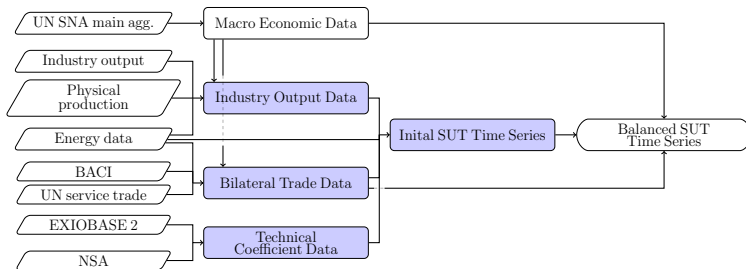 UN SNA main agg.
Macro Economic Data
Industry output
Physical
production
Industry Output Data
Energy data
Inital SUT Time Series
Balanced SUT
Time Series
BACI
UN service trade
Bilateral Trade Data
EXIOBASE 2
NSA
Technical
Coefficient Data